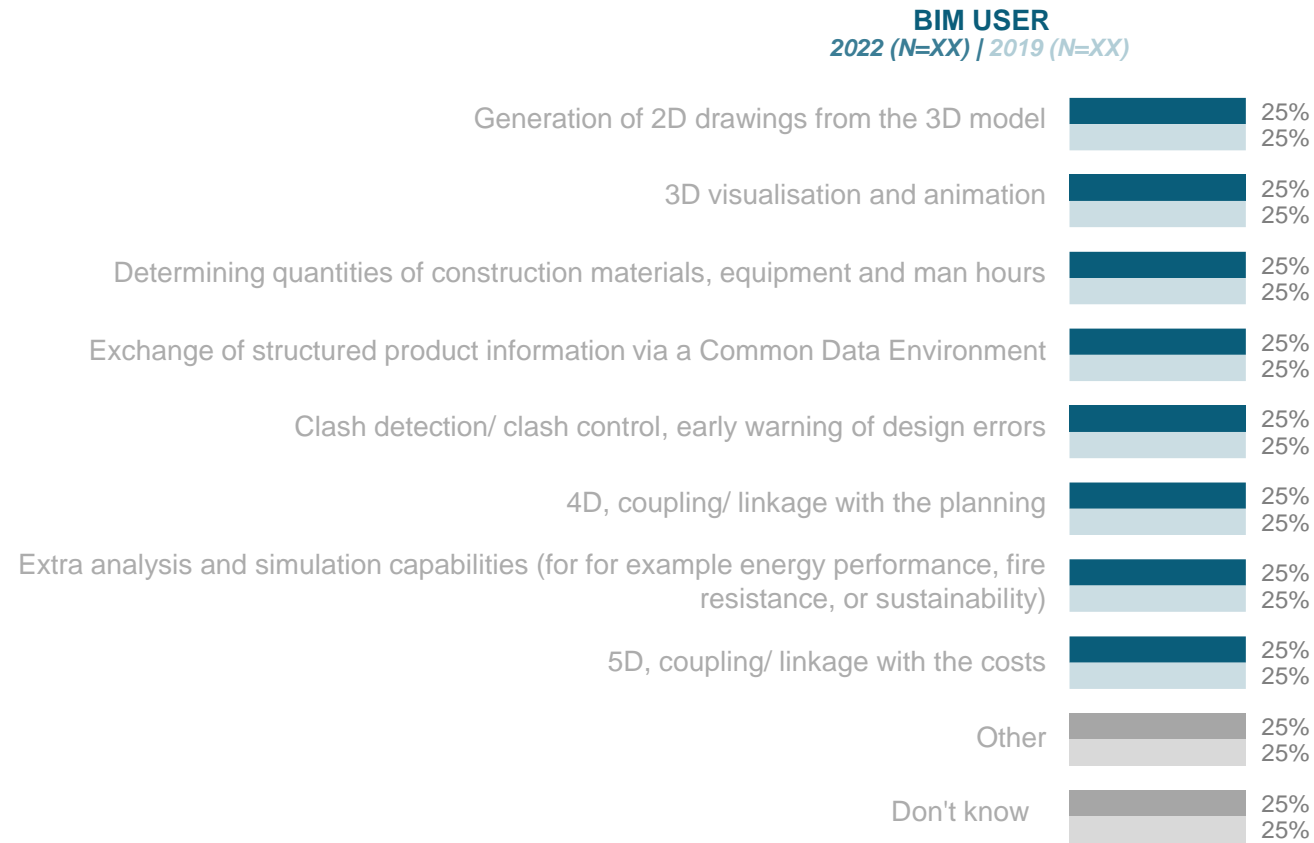 BIM USER
2022 (N=XX) | 2019 (N=XX)
Generation of 2D drawings from the 3D model
25%
25%
3D visualisation and animation
25%
25%
Determining quantities of construction materials, equipment and man hours
25%
25%
Exchange of structured product information via a Common Data Environment
25%
25%
Clash detection/ clash control, early warning of design errors
25%
25%
4D, coupling/ linkage with the planning
25%
25%
Extra analysis and simulation capabilities (for for example energy performance, fire
resistance, or sustainability)
25%
25%
5D, coupling/ linkage with the costs
25%
25%
Other
25%
25%
Don't know
25%
25%